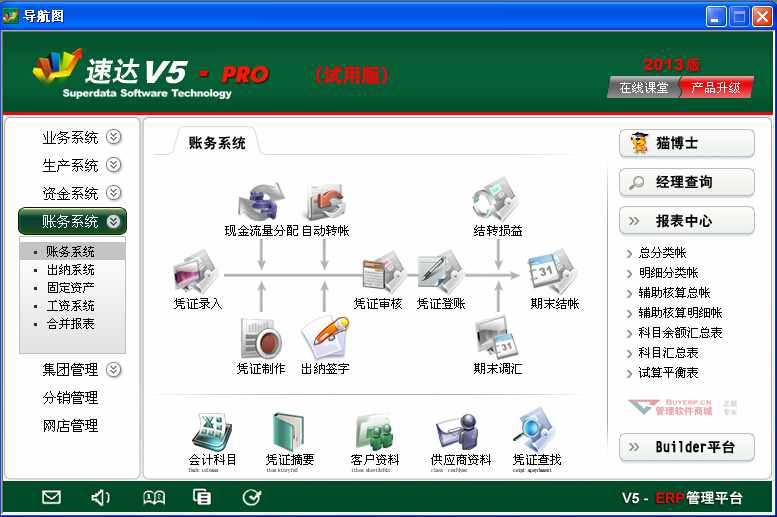 导航图
速达V5 - PRO （试用版）
Superdata Software Technology
2013版
在线课堂 产品升级
业务系统
生产系统
资金系统
账务系统
账务系统
出纳系统
固定资产
工资系统
合并报表
集团管理
分销管理
网店管理
账务系统
现金流量分配 自动转帐 结转损益
凭证录入 凭证审核 凭证登账 期末结帐
凭证制作 出纳签字 期末调汇
会计科目 凭证摘要 客户资料 供应商资料 凭证查找
猫博士
经理查询
报表中心
总分类帐
明细分类帐
辅助核算总帐
辅助核算明细帐
科目余额汇总表
科目汇总表
试算平衡表
BUYERP.CN
管理软件商城
Builder平台
V5 - ERP管理平台
31
31